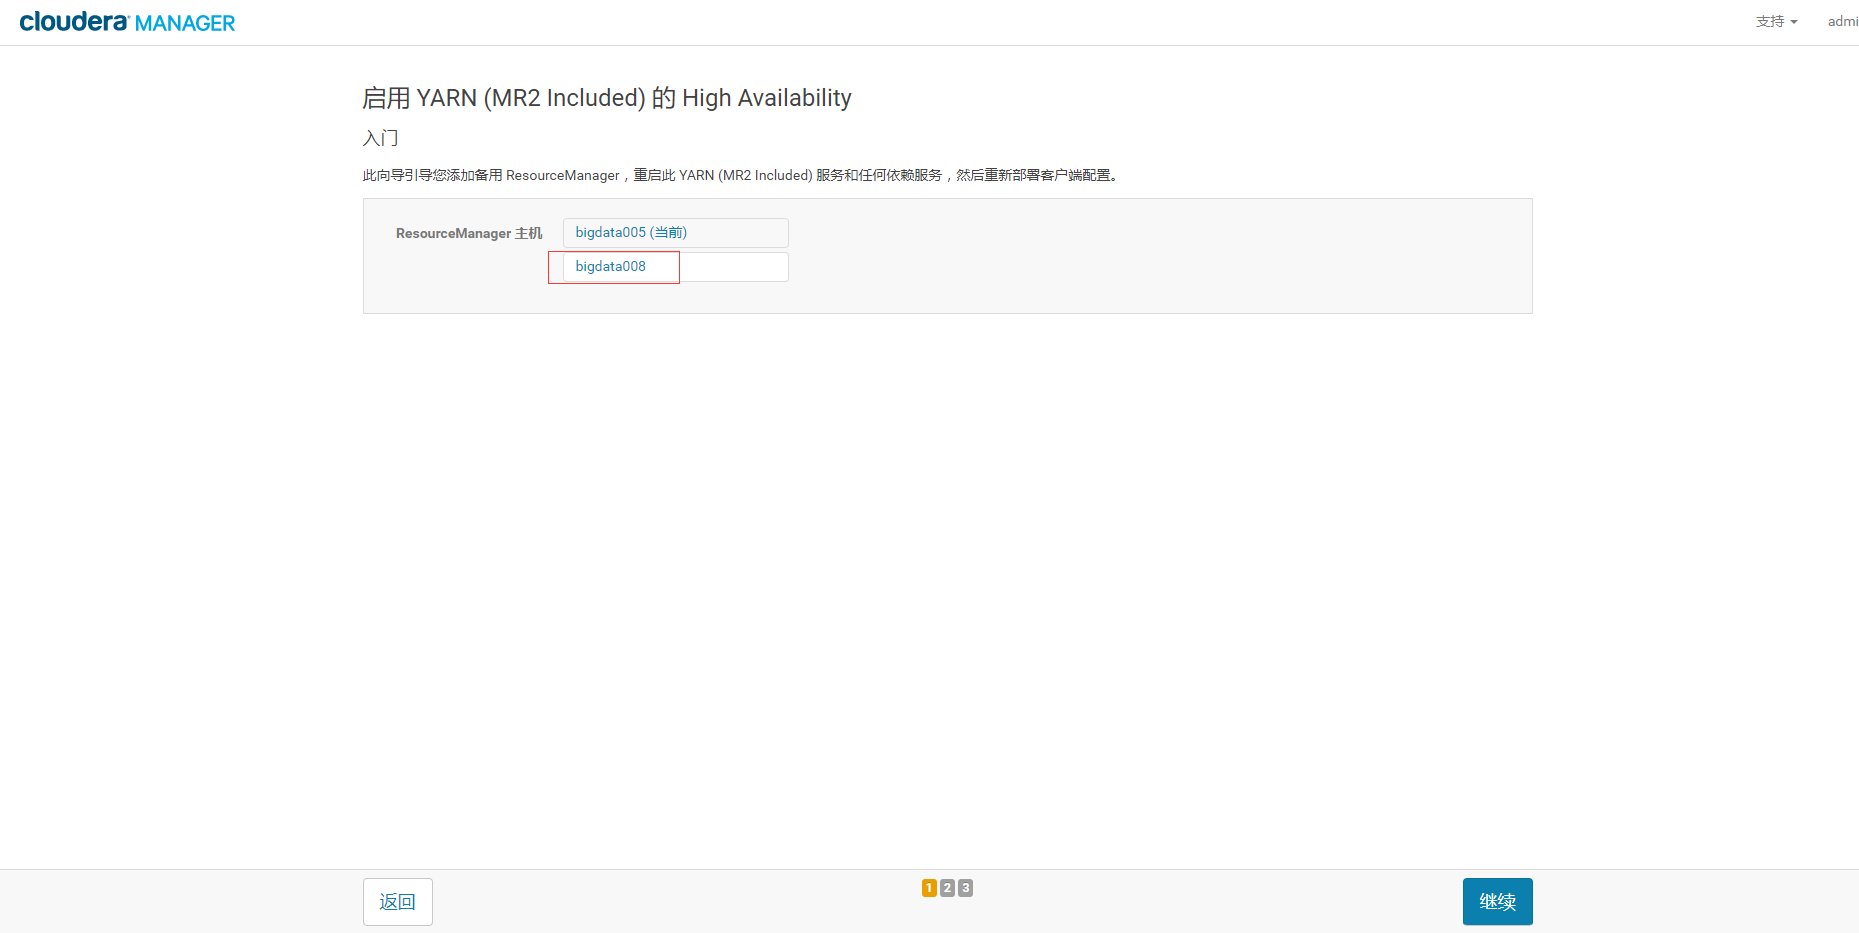 cloudera MANAGER
支持 admi
启用 YARN (MR2 Included) 的 High Availability
入门
此向导引导您添加备用 ResourceManager，重启此 YARN (MR2 Included) 服务和任何依赖服务，然后重新部署客户端配置。
ResourceManager 主机 bigdata005 (当前)
bigdata008
返回 1 2 3 继续